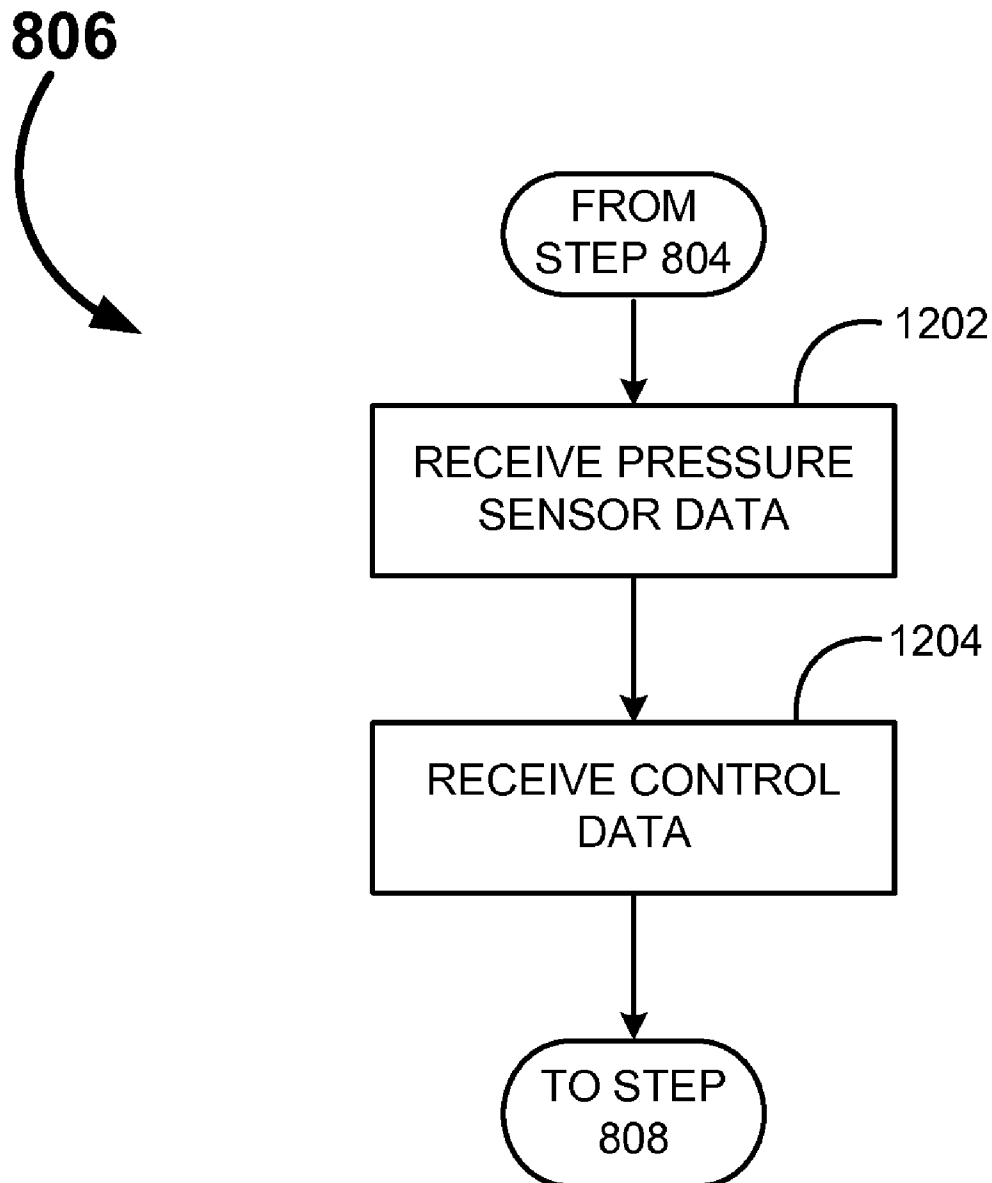 806
FROM
STEP 804
1202
RECEIVE PRESSURE
SENSOR DATA
1204
RECEIVE CONTROL
DATA
TO STEP
808